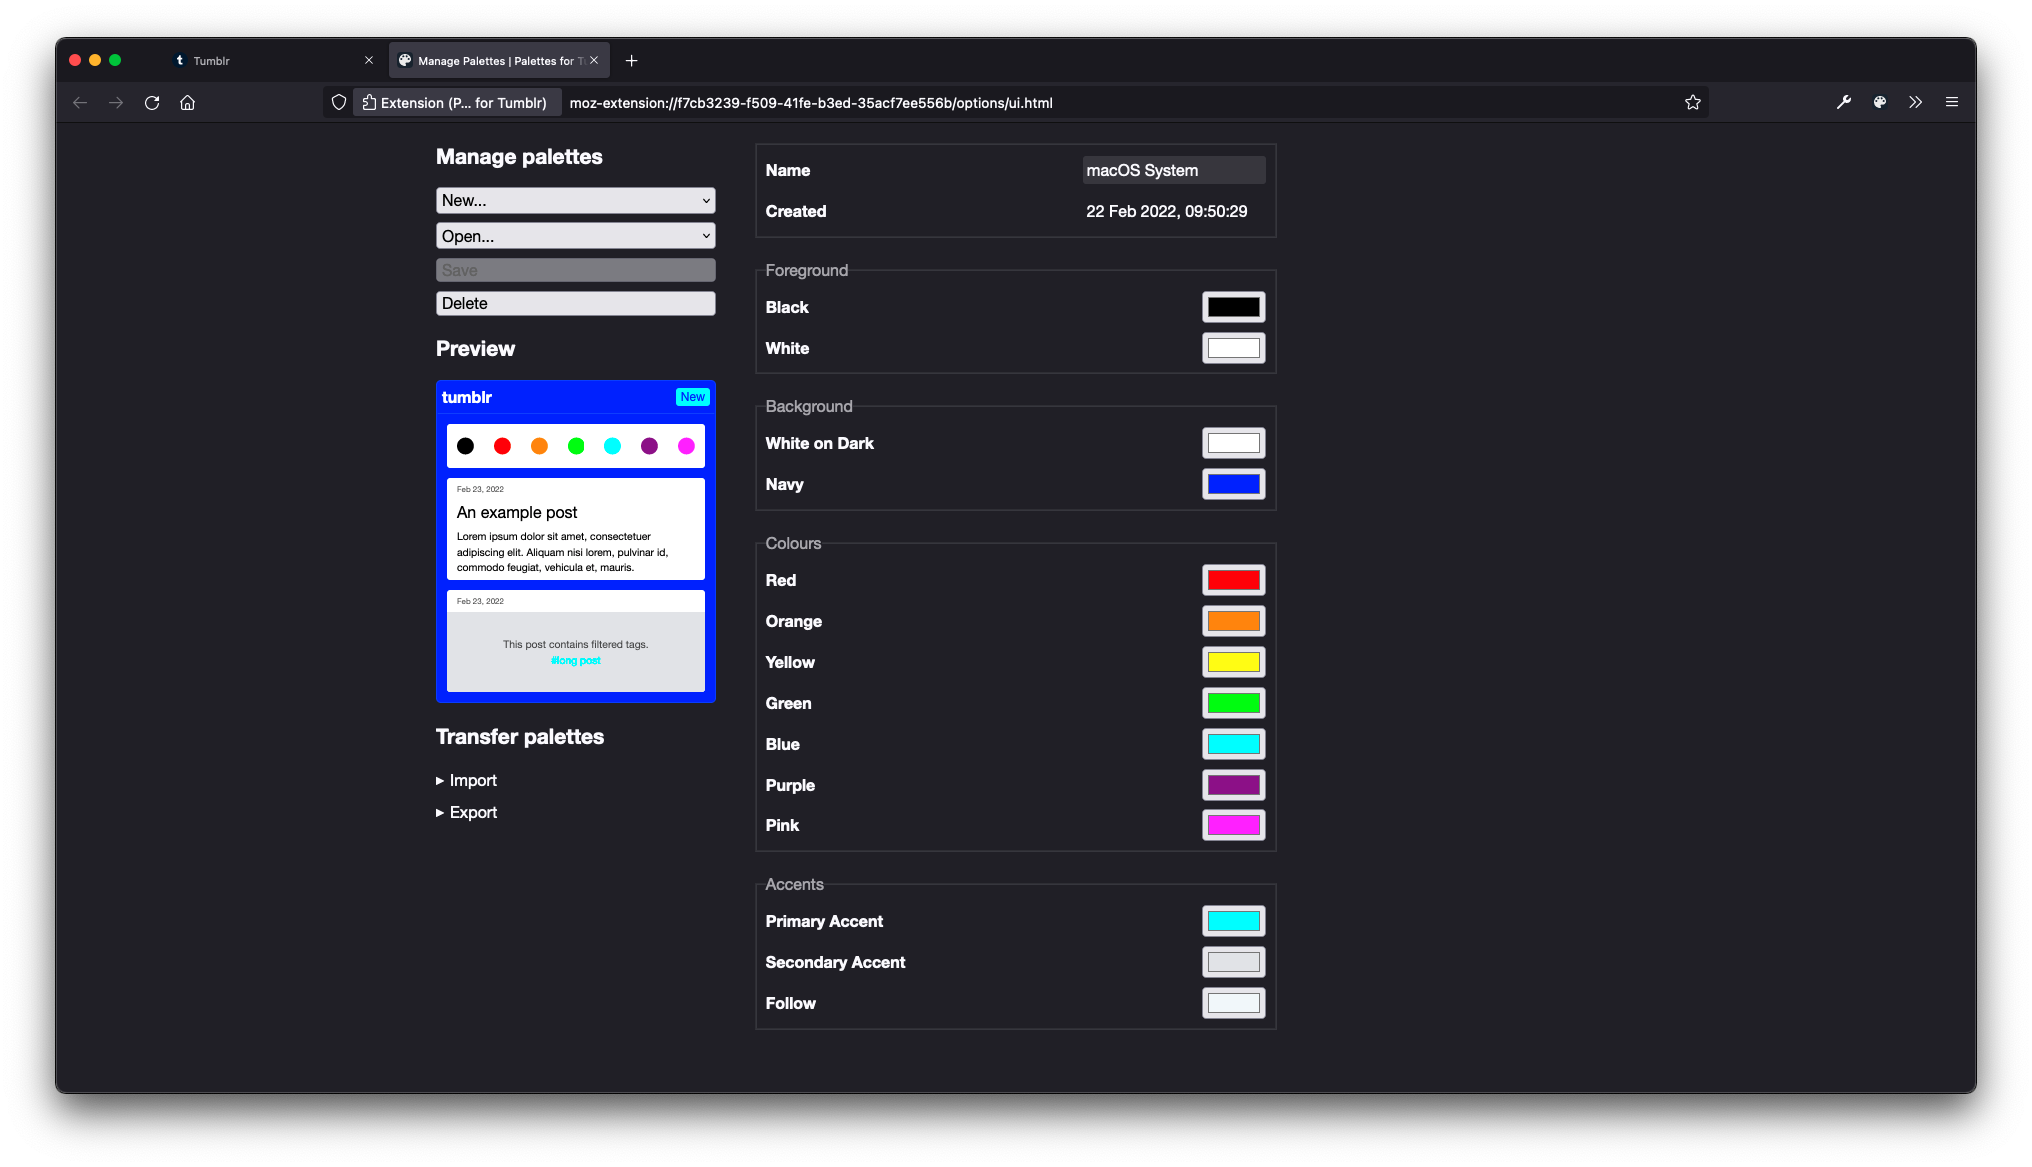 Tumblr
Manage Palettes | Palettes for T
Extension (P... for Tumblr)
moz-extension://f7cb3239-f509-41fe-b3ed-35acf7ee556b/options/ui.html
Manage palettes
New...
Open...
Save
Delete
Preview
tumblr
New
Feb 23, 2022
An example post
Lorem ipsum dolor sit amet, consectetuer
adipiscing elit. Aliquam nisi lorem, pulvinar id,
commodo feugiat, vehicula et, mauris.
Feb 23, 2022
This post contains filtered tags.
#long post
Transfer palettes
Import
Export
Name
macOS System
Created
22 Feb 2022, 09:50:29
Foreground
Black
White
Background
White on Dark
Navy
Colours
Red
Orange
Yellow
Green
Blue
Purple
Pink
Accents
Primary Accent
Secondary Accent
Follow